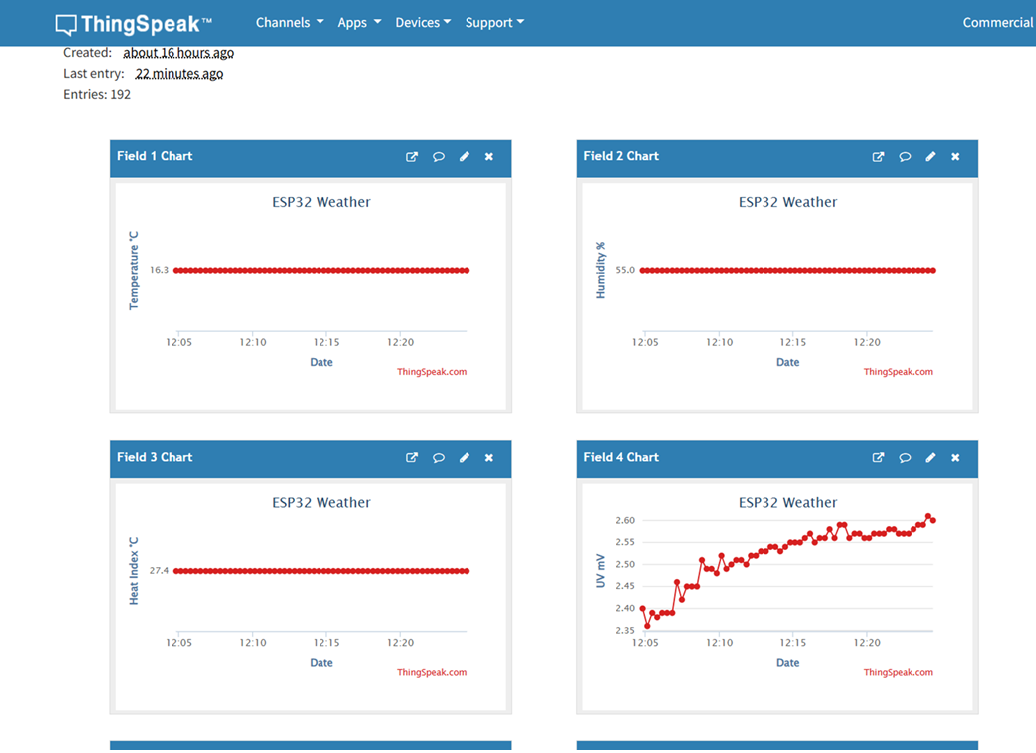 ThingSpeak™ Channels Apps Devices Support Commercial
Created: about 16 hours ago
Last entry: 22 minutes ago
Entries: 192
Field 1 Chart
ESP32 Weather
Temperature °C
16.3
12:05 12:10 12:15 12:20
Date
ThingSpeak.com
Field 2 Chart
ESP32 Weather
Humidity %
55.0
12:05 12:10 12:15 12:20
Date
ThingSpeak.com
Field 3 Chart
ESP32 Weather
Heat Index °C
27.4
12:05 12:10 12:15 12:20
Date
ThingSpeak.com
Field 4 Chart
ESP32 Weather
UV mV
2.60
2.55
2.50
2.45
2.40
2.35
12:05 12:10 12:15 12:20
Date
ThingSpeak.com